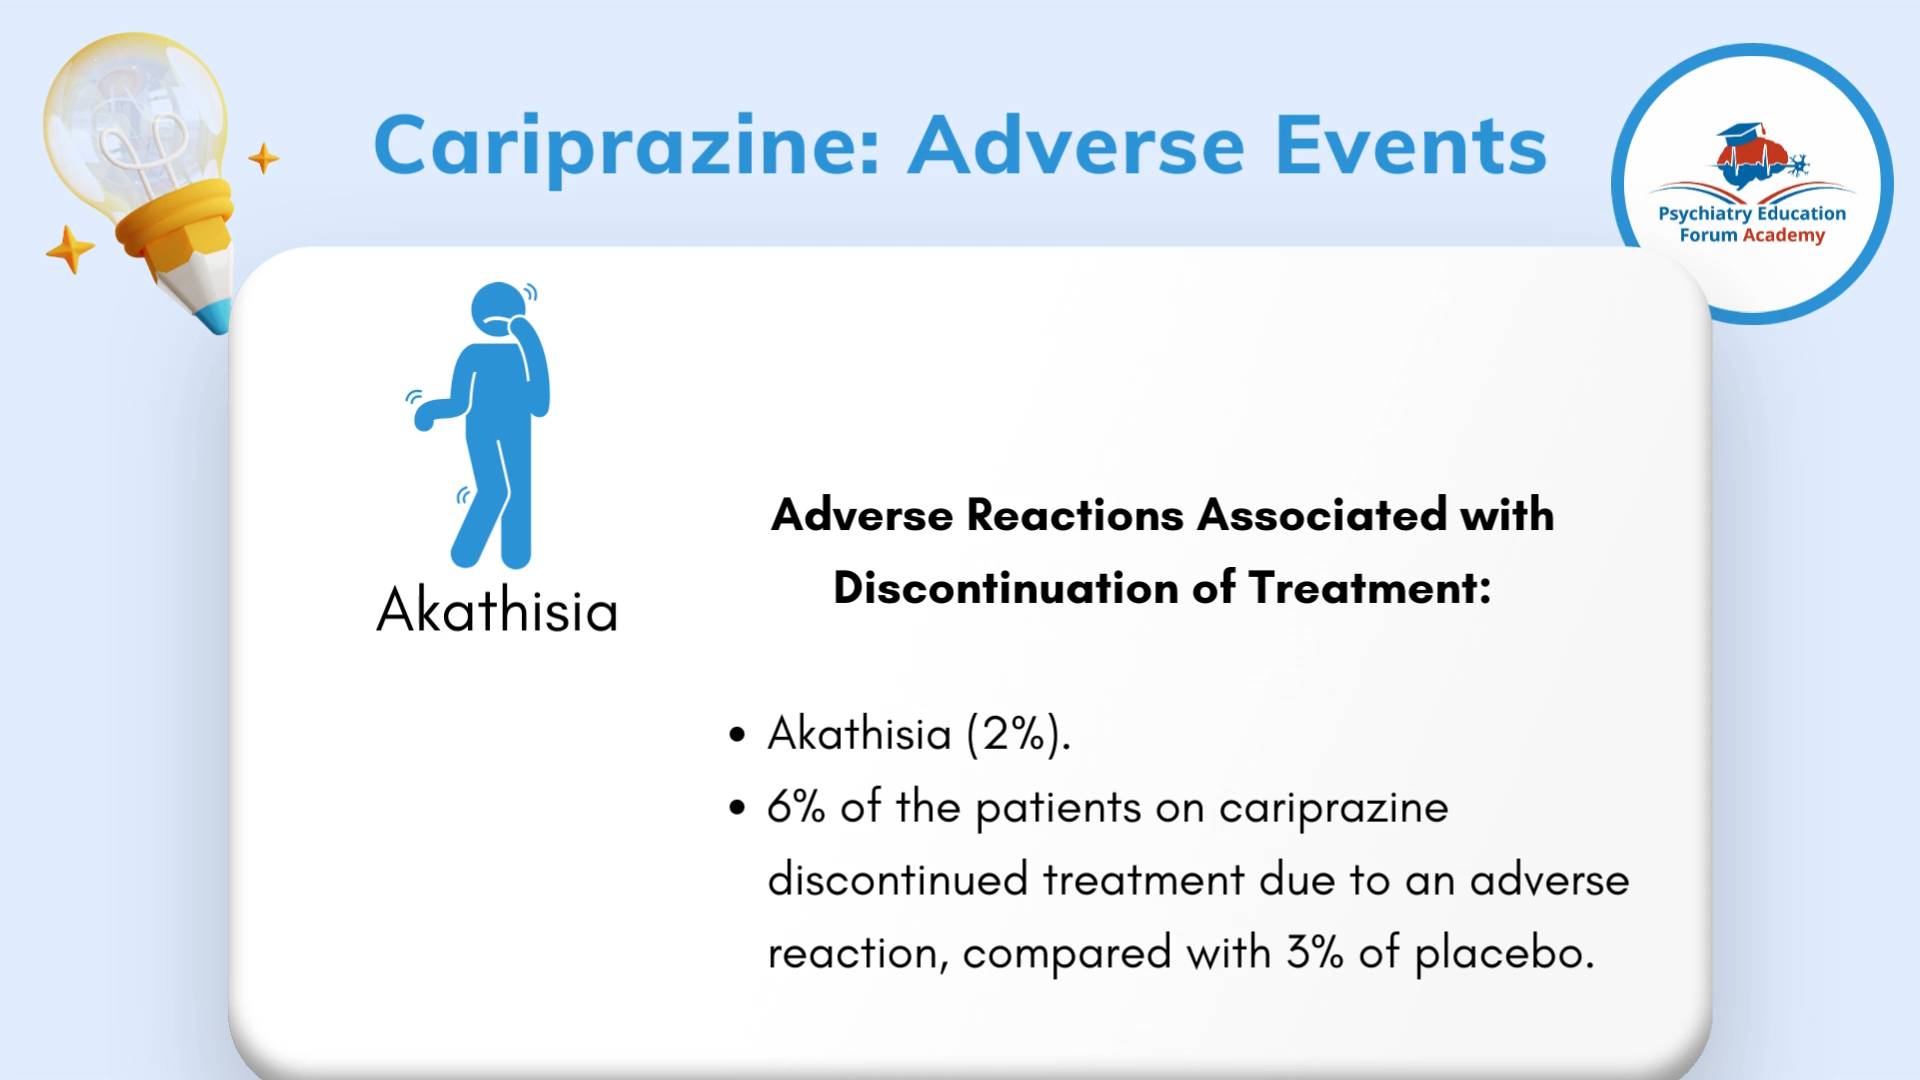 Cariprazine: Adverse Events
Psychiatry Education
Forum Academy
Akathisia
Adverse Reactions Associated with
Discontinuation of Treatment:
• Akathisia (2%).
• 6% of the patients on cariprazine
discontinued treatment due to an adverse
reaction, compared with 3% of placebo.